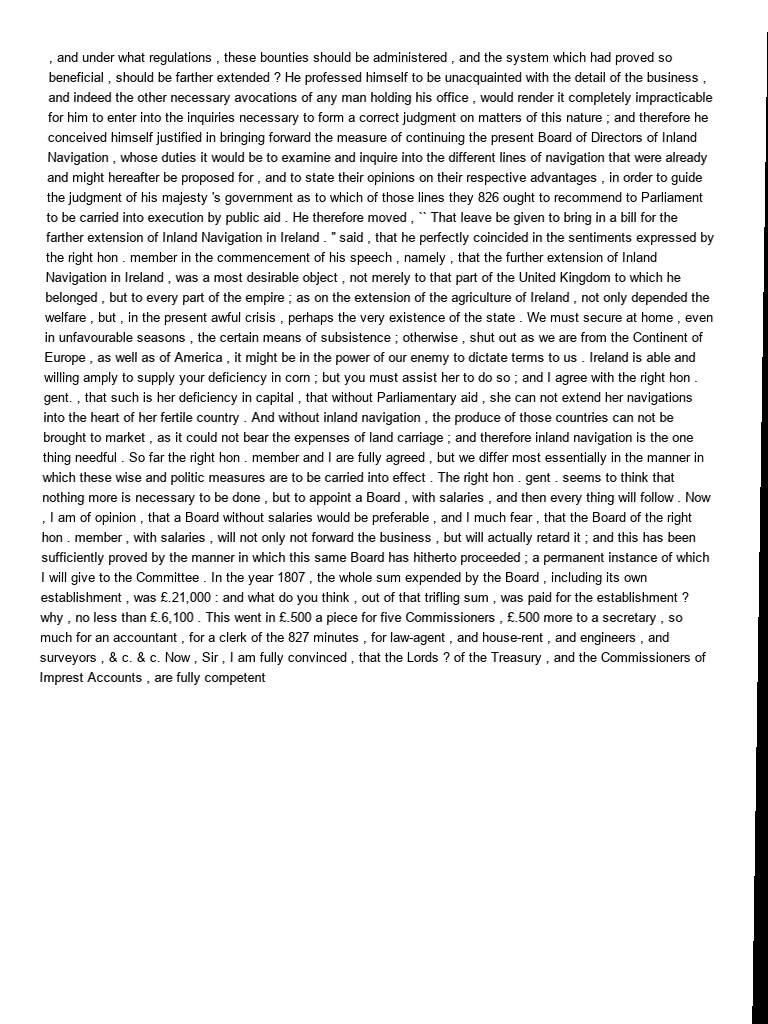 , and under what regulations , these bounties should be administered , and the system which had proved so
beneficial , should be farther extended ? He professed himself to be unacquainted with the detail of the business ,
and indeed the other necessary avocations of any man holding his office , would render it completely impracticable
for him to enter into the inquiries necessary to form a correct judgment on matters of this nature ; and therefore he
conceived himself justified in bringing forward the measure of continuing the present Board of Directors of Inland
Navigation , whose duties it would be to examine and inquire into the different lines of navigation that were already
and might hereafter be proposed for , and to state their opinions on their respective advantages , in order to guide
the judgment of his majesty 's government as to which of those lines they 826 ought to recommend to Parliament
to be carried into execution by public aid . He therefore moved , `` That leave be given to bring in a bill for the
farther extension of Inland Navigation in Ireland . " said , that he perfectly coincided in the sentiments expressed by
the right hon . member in the commencement of his speech , namely , that the further extension of Inland
Navigation in Ireland , was a most desirable object , not merely to that part of the United Kingdom to which he
belonged , but to every part of the empire ; as on the extension of the agriculture of Ireland , not only depended the
welfare , but , in the present awful crisis , perhaps the very existence of the state . We must secure at home , even
in unfavourable seasons , the certain means of subsistence ; otherwise , shut out as we are from the Continent of
Europe , as well as of America , it might be in the power of our enemy to dictate terms to us . Ireland is able and
willing amply to supply your deficiency in corn ; but you must assist her to do so ; and I agree with the right hon .
gent. , that such is her deficiency in capital , that without Parliamentary aid , she can not extend her navigations
into the heart of her fertile country . And without inland navigation , the produce of those countries can not be
brought to market , as it could not bear the expenses of land carriage ; and therefore inland navigation is the one
thing needful . So far the right hon . member and I are fully agreed , but we differ most essentially in the manner in
which these wise and politic measures are to be carried into effect . The right hon . gent . seems to think that
nothing more is necessary to be done , but to appoint a Board , with salaries , and then every thing will follow . Now
, I am of opinion , that a Board without salaries would be preferable , and I much fear , that the Board of the right
hon . member , with salaries , will not only not forward the business , but will actually retard it ; and this has been
sufficiently proved by the manner in which this same Board has hitherto proceeded ; a permanent instance of which
I will give to the Committee . In the year 1807 , the whole sum expended by the Board , including its own
establishment , was £.21,000 : and what do you think , out of that trifling sum , was paid for the establishment ?
why , no less than £.6,100 . This went in £.500 a piece for five Commissioners , £.500 more to a secretary , so
much for an accountant , for a clerk of the 827 minutes , for law-agent , and house-rent , and engineers , and
surveyors , & c. & c. Now , Sir , I am fully convinced , that the Lords ? of the Treasury , and the Commissioners of
Imprest Accounts , are fully competent